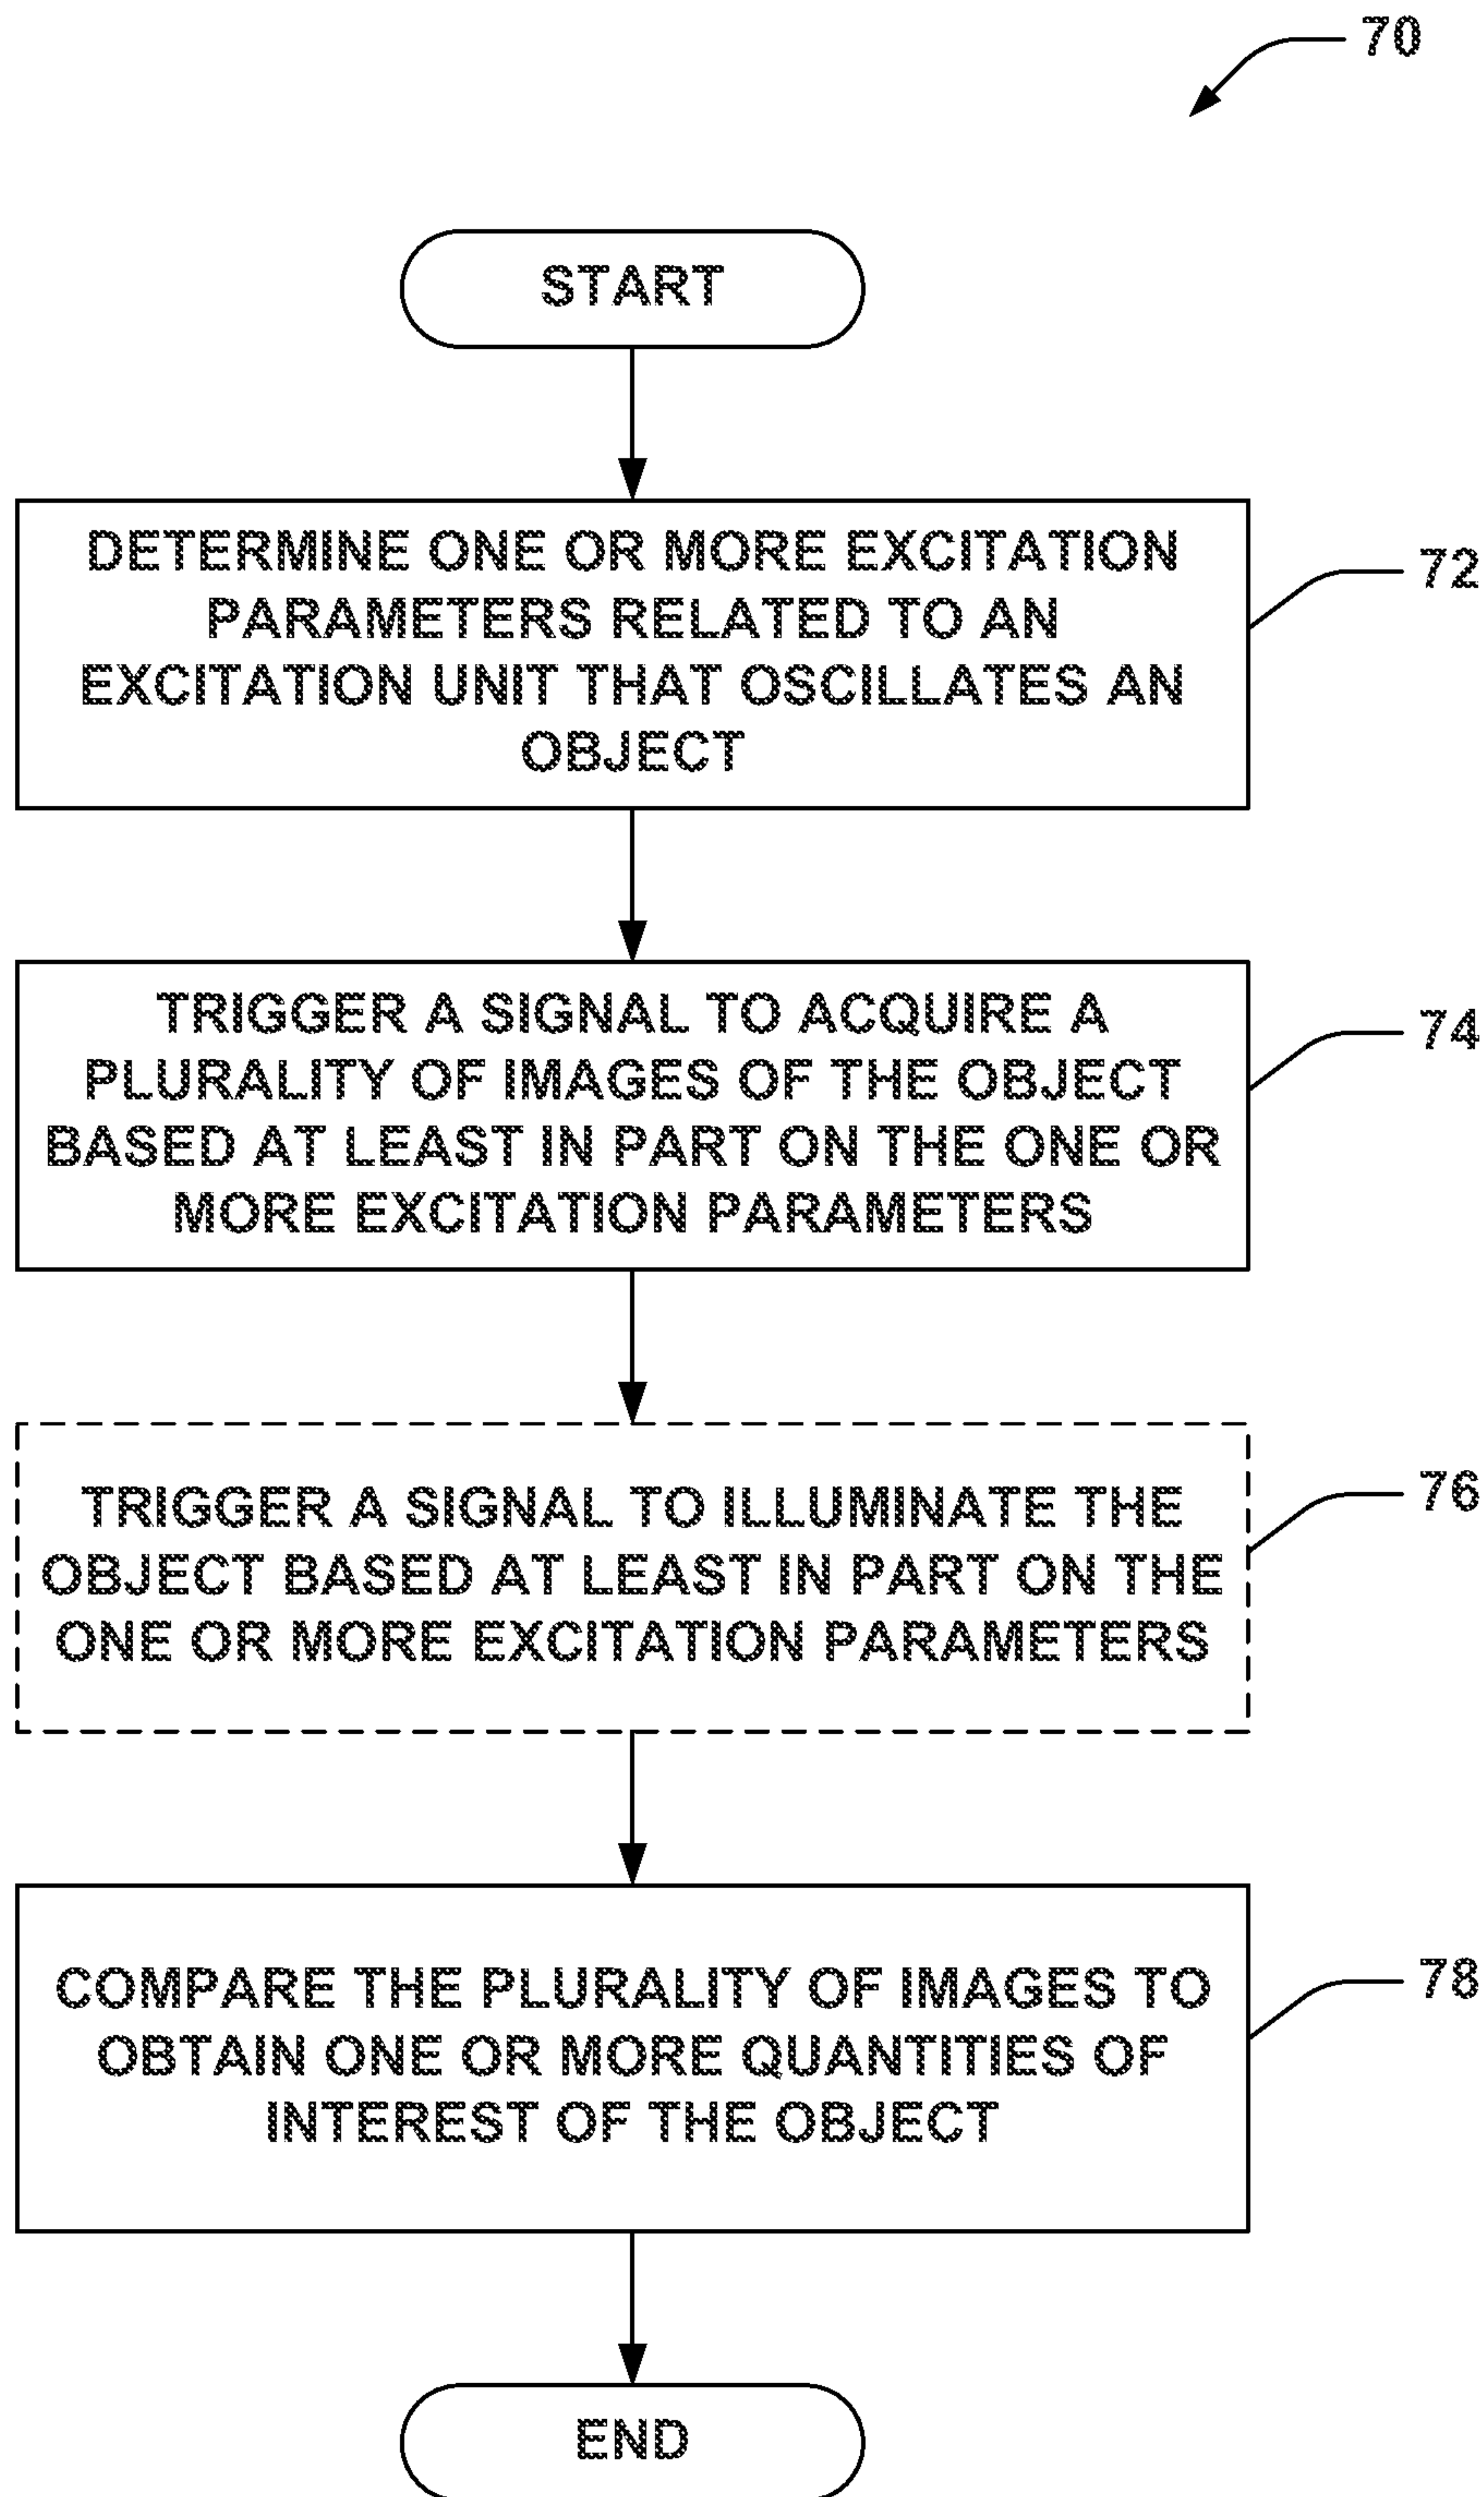 70
START
DETERMINE ONE OR MORE EXCITATION
PARAMETERS RELATED TO AN
EXCITATION UNIT THAT OSCILLATES AN
OBJECT
72
TRIGGER A SIGNAL TO ACQUIRE A
PLURALITY OF IMAGES OF THE OBJECT
BASED AT LEAST IN PART ON THE ONE OR
MORE EXCITATION PARAMETERS
74
TRIGGER A SIGNAL TO ILLUMINATE THE
OBJECT BASED AT LEAST IN PART ON THE
ONE OR MORE EXCITATION PARAMETERS
76
COMPARE THE PLURALITY OF IMAGES TO
OBTAIN ONE OR MORE QUANTITIES OF
INTEREST OF THE OBJECT
78
END